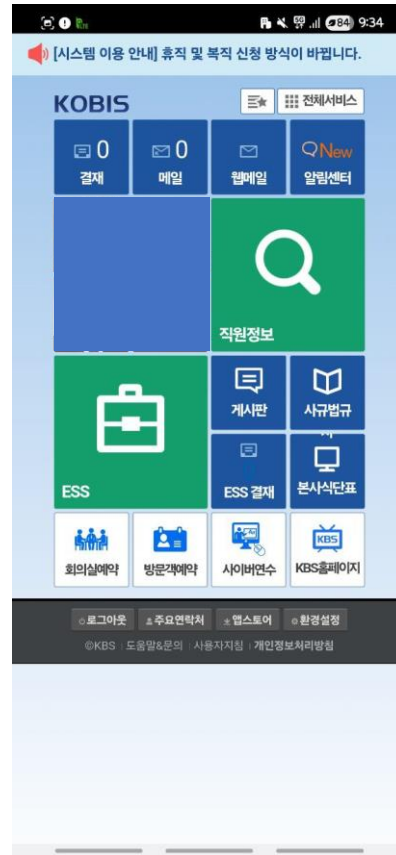 84 9:34
[시스템 이용 안내] 휴직 및 복직 신청 방식이 바뀝니다.
KOBIS
전체서비스
0 0 New
결재 메일 웹메일 알림센터
직원정보
게시판 사규법규
ESS ESS 결재 본사식단표
KBS
회의실예약 방문객예약 사이버연수 KBS홈페이지
로그아웃 주요연락처 앱스토어 환경설정
©KBS 도움말&문의 사용자지침 개인정보처리방침